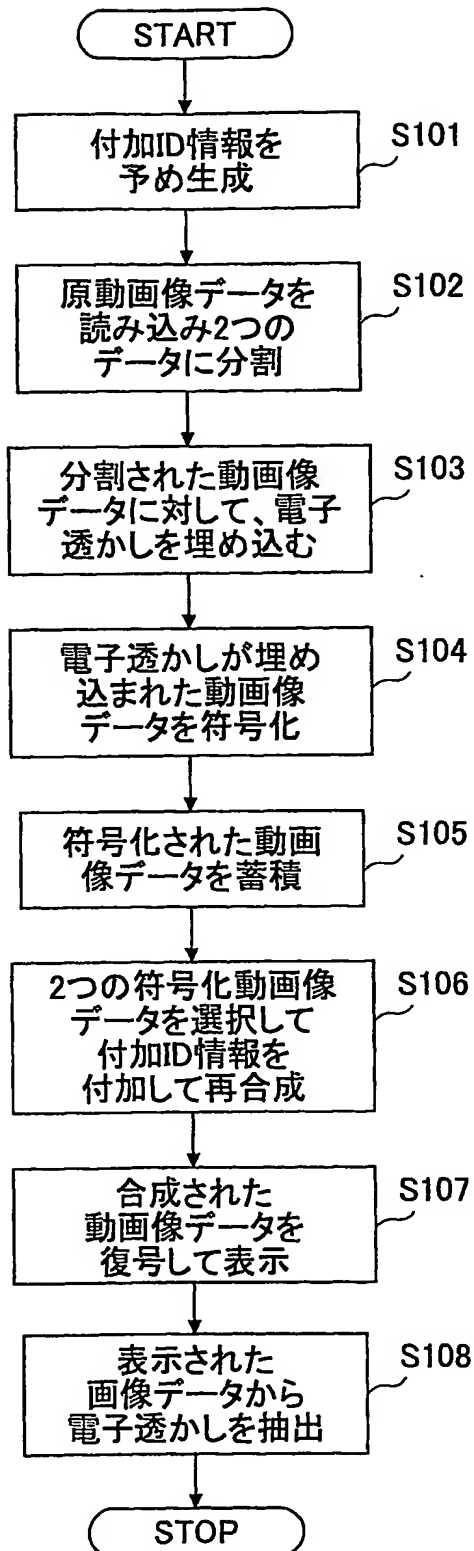 START
付加ID情報を
予め生成
S101
原動画像データを
読み込み2つの
データに分割
S102
分割された動画像
データに対して、電子
透かしを埋め込む
S103
電子透かしが埋め
込まれた動画像
データを符号化
S104
符号化された動画
像データを蓄積
S105
2つの符号化動画像
データを選択して
付加ID情報を
付加して再合成
S106
合成された
動画像データを
復号して表示
S107
表示された
画像データから
電子透かしを抽出
S108
STOP